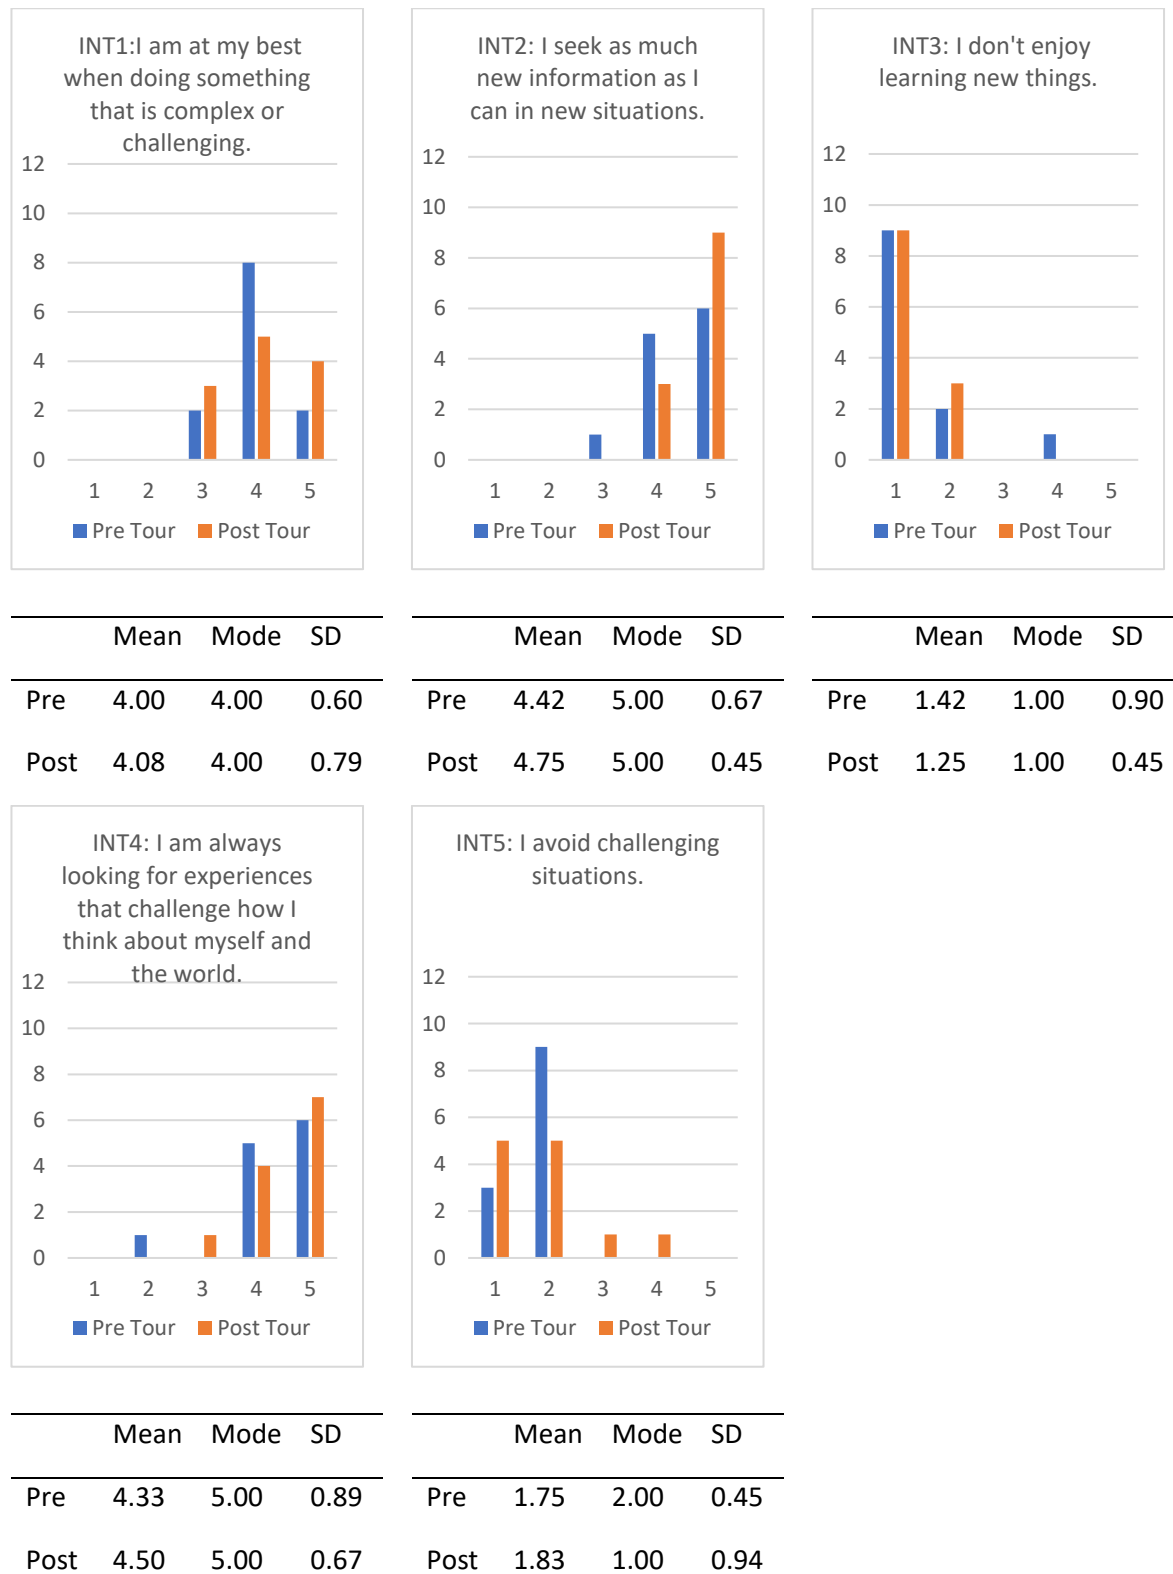 INT1:I am at my best
when doing something
that is complex or
challenging.
12
10
8
6
4
2
0
1 2 3 4 5
Pre Tour Post Tour
INT2: I seek as much
new information as I
can in new situations.
12
10
8
6
4
2
0
1 2 3 4 5
Pre Tour Post Tour
INT3: I don't enjoy
learning new things.
12
10
8
6
4
2
0
1 2 3 4 5
Pre Tour Post Tour
Mean Mode SD
Pre 4.00 4.00 0.60
Post 4.08 4.00 0.79
Mean Mode SD
Pre 4.42 5.00 0.67
Post 4.75 5.00 0.45
Mean Mode SD
Pre 1.42 1.00 0.90
Post 1.25 1.00 0.45
INT4: I am always
looking for experiences
that challenge how I
think about myself and
the world.
12
10
8
6
4
2
0
1 2 3 4 5
Pre Tour Post Tour
INT5: I avoid challenging
situations.
12
10
8
6
4
2
0
1 2 3 4 5
Pre Tour Post Tour
Mean Mode SD
Pre 4.33 5.00 0.89
Post 4.50 5.00 0.67
Mean Mode SD
Pre 1.75 2.00 0.45
Post 1.83 1.00 0.94